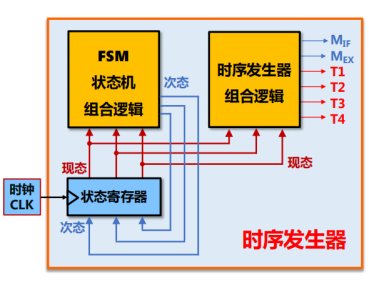 FSM
状态机
组合逻辑
次态
时序发生器
组合逻辑
M_IF
M_EX
T1
T2
T3
T4
现态
现态
时钟
CLK
状态寄存器
次态
时序发生器